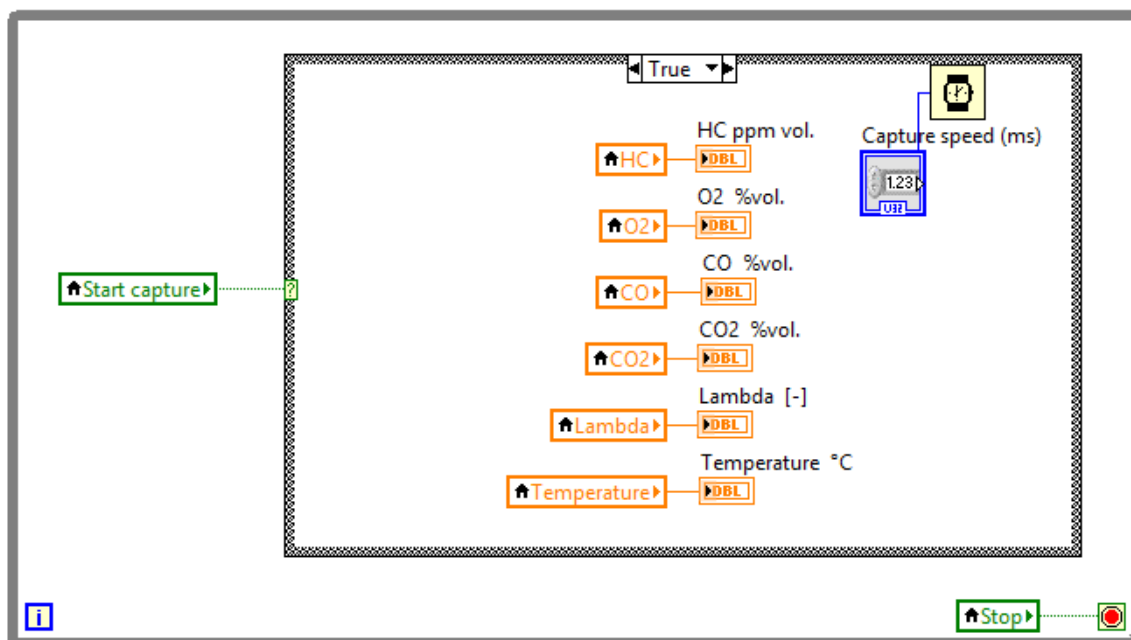 True
HC ppm vol.
Capture speed (ms)
HC
DBL
1.23
U32
O2 %vol.
O2
DBL
CO %vol.
Start capture
?
CO
DBL
CO2 %vol.
CO2
DBL
Lambda [-]
Lambda
DBL
Temperature °C
Temperature
DBL
i
Stop